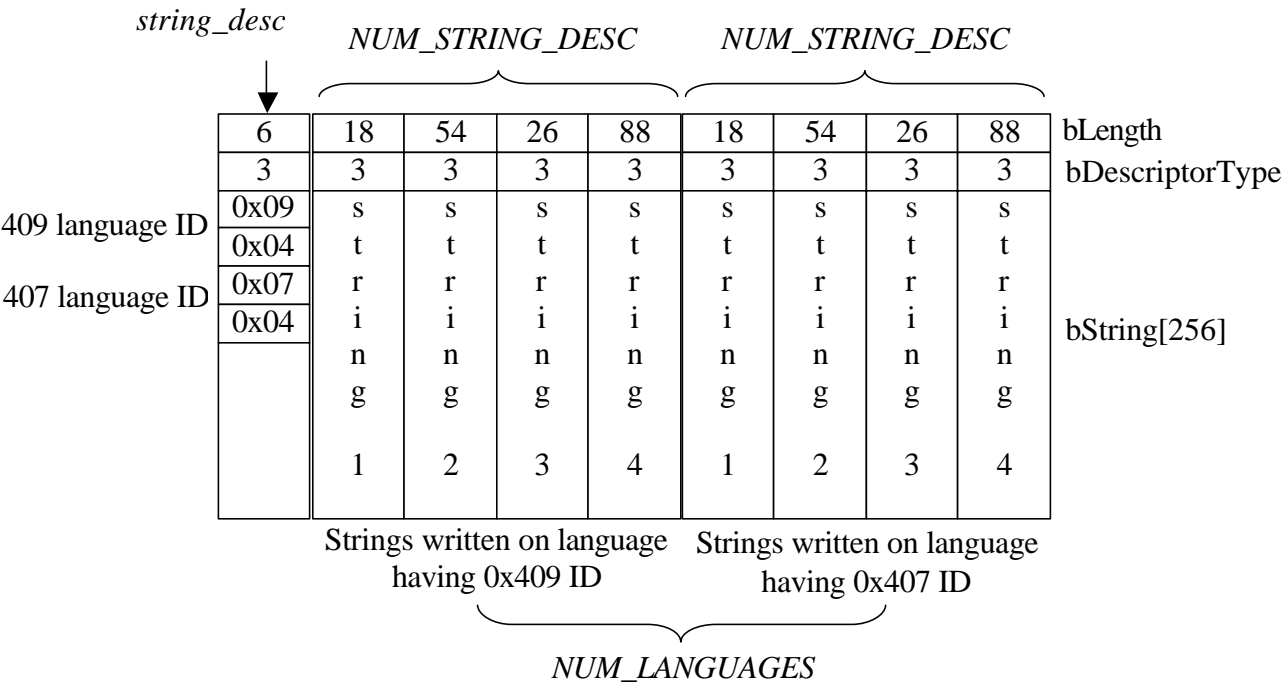 string_desc
NUM_STRING_DESC NUM_STRING_DESC
6 18 54 26 88 18 54 26 88 bLength
3 3 3 3 3 3 3 3 3 bDescriptorType
409 language ID
0x09 s s s s s s s s
0x04 t t t t t t t t
407 language ID
0x07 r r r r r r r r
0x04 i i i i i i i i
bString[256]
n n n n n n n n
g g g g g g g g
1 2 3 4 1 2 3 4
Strings written on language
having 0x409 ID
Strings written on language
having 0x407 ID
NUM_LANGUAGES